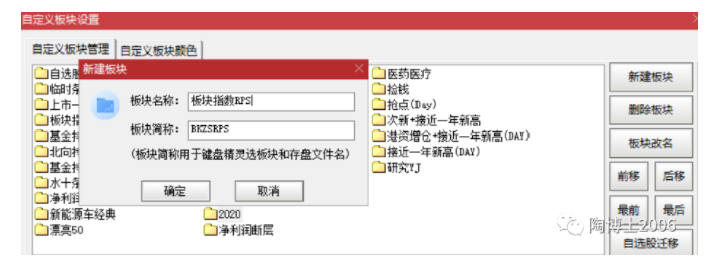 自定义板块设置
自定义板块管理 自定义板块颜色
自选股
临时条
上市一
板块指
基金持
北向持
基金持
水十条
净利润
新能源车经典
漂亮50
2020
净利润断层
新建板块
板块名称： 板块指数RPS
板块简称： BKZSRPS
(板块简称用于键盘精灵选板块和存盘文件名)
确定 取消
医药医疗
捡钱
抢点(Day)
次新+接近一年新高
港资增仓+接近一年新高(DAY)
接近一年新高(DAY)
研究YJ
新建板块
删除板块
板块改名
前移 后移
最前 最后
自选股迁移
陶博士2006